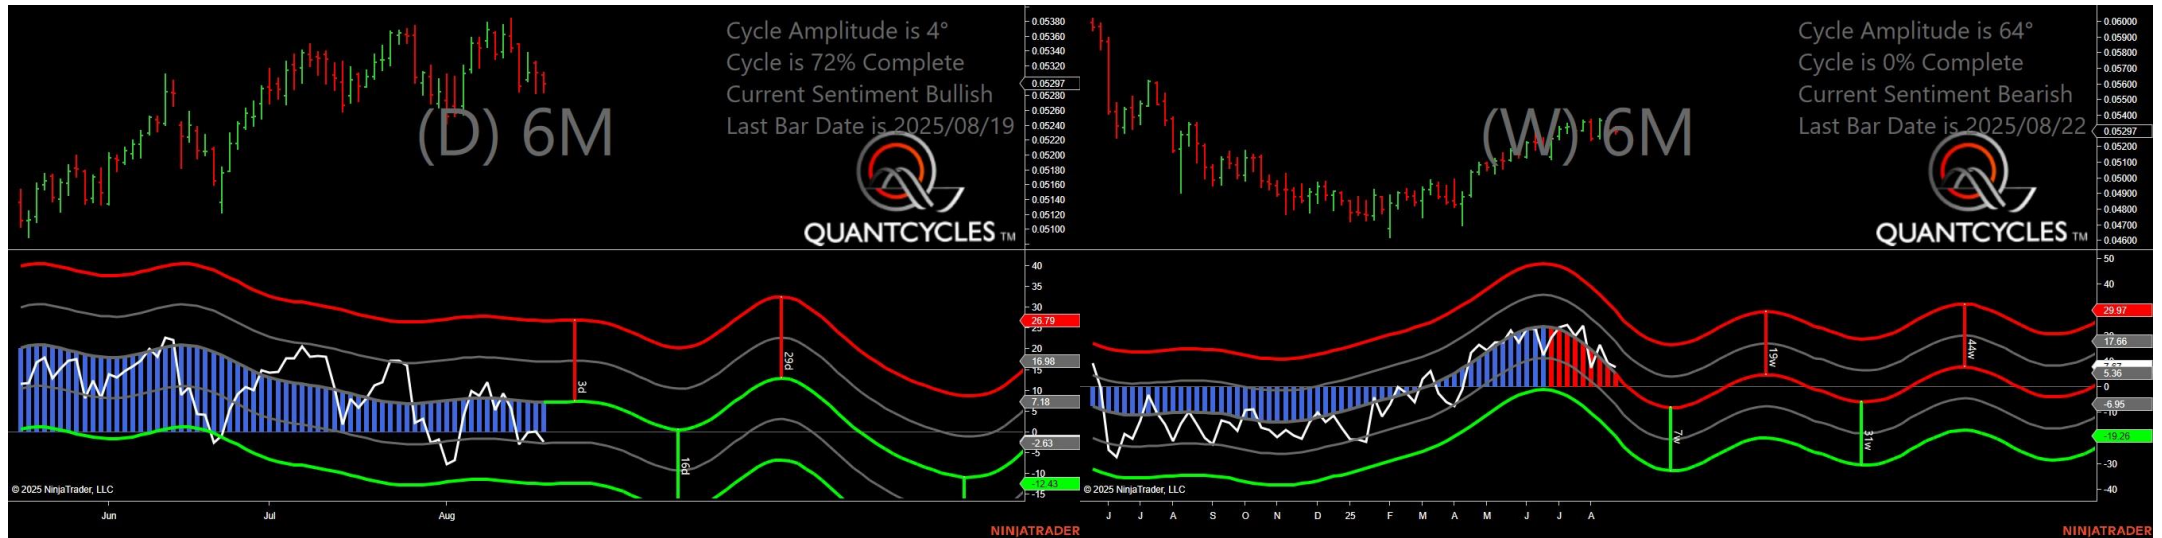 Cycle Amplitude is 4°
Cycle is 72% Complete
Current Sentiment Bullish
Last Bar Date is 2025/08/19
(D) 6M
QUANTCYCLES TM
0.05380
0.05360
0.05340
0.05320
0.05297
0.05280
0.05260
0.05240
0.05220
0.05200
0.05180
0.05160
0.05140
0.05120
0.05100
40
35
30
26.79
25
20
16.98
15
10
7.18
5
0
-2.63
-5
-10
-12.43
-15
3d
16d
29d
© 2025 NinjaTrader, LLC
Jun Jul Aug
NINJATRADER
Cycle Amplitude is 64°
Cycle is 0% Complete
Current Sentiment Bearish
Last Bar Date is 2025/08/22
(W) 6M
QUANTCYCLES TM
0.06000
0.05900
0.05800
0.05700
0.05600
0.05500
0.05400
0.05297
0.05200
0.05100
0.05000
0.04900
0.04800
0.04700
0.04600
50
40
29.97
17.66
5.36
0
-6.95
-10
-19.26
-30
-40
7w
19w
31w
44w
© 2025 NinjaTrader, LLC
J J A S O N D 25 F M A M J J A
NINJATRADER